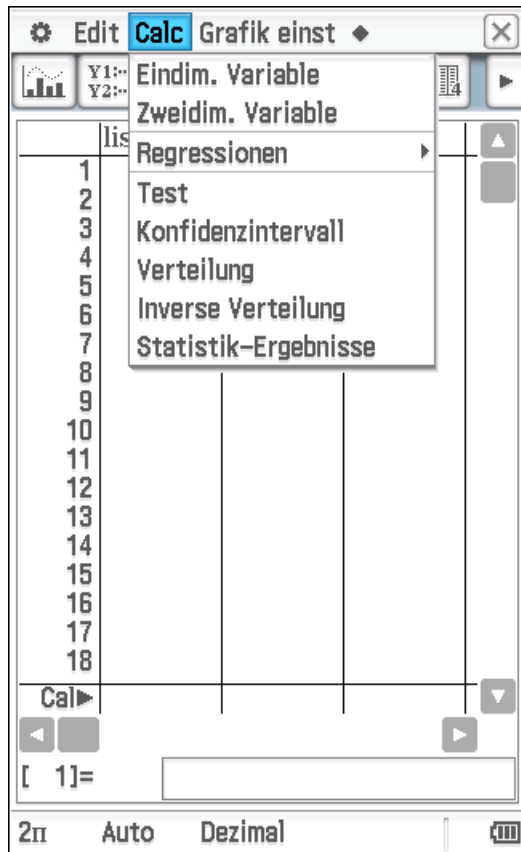 Edit Calc Grafik einst
Y1:
Y2:
Eindim. Variable
Zweidim. Variable
Regressionen
Test
Konfidenzintervall
Verteilung
Inverse Verteilung
Statistik-Ergebnisse
lis
1
2
3
4
5
6
7
8
9
10
11
12
13
14
15
16
17
18
Cal▶
[ 1]=
2π Auto Dezimal